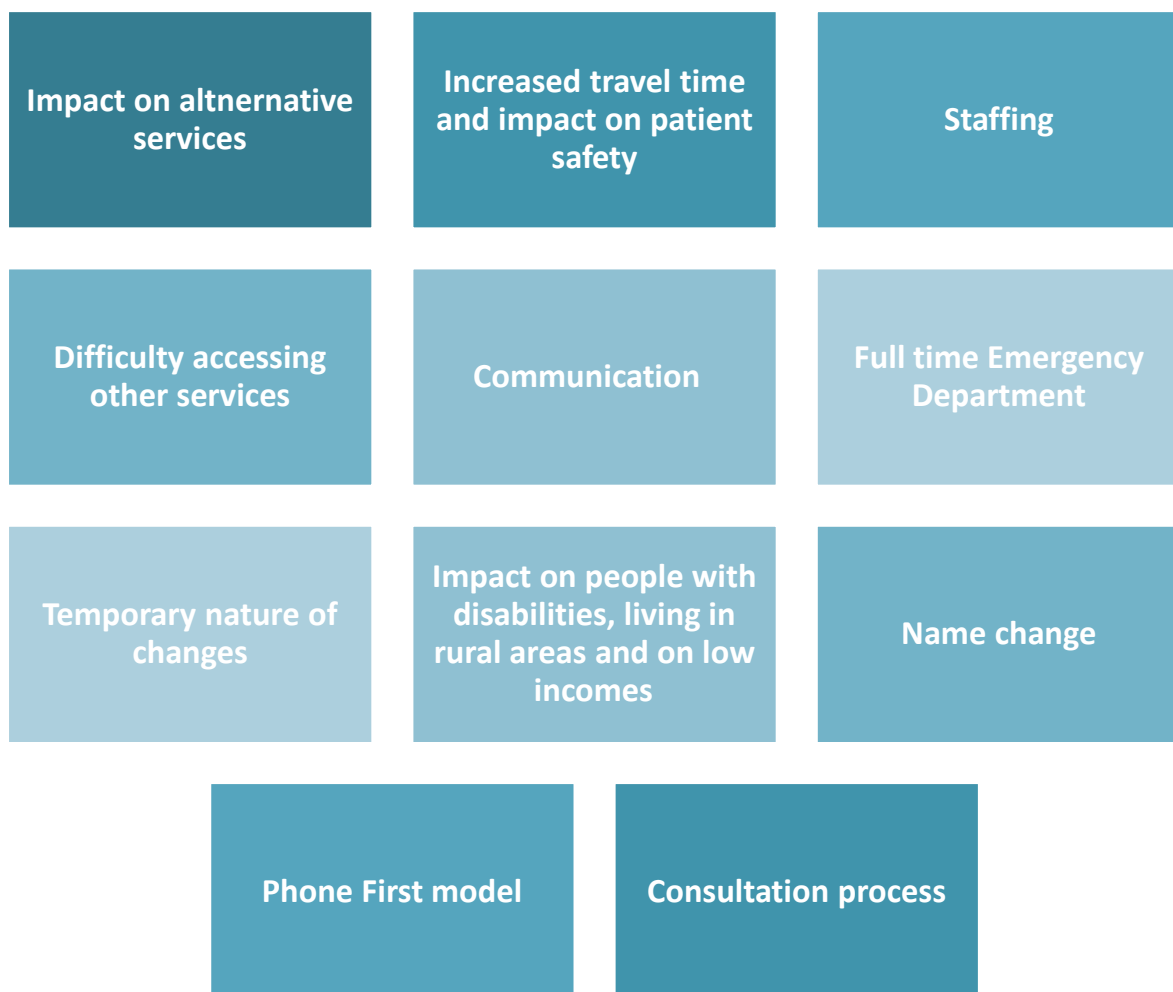 Impact on altnernative
services
Increased travel time
and impact on patient
safety
Staffing
Difficulty accessing
other services
Communication
Full time Emergency
Department
Temporary nature of
changes
Impact on people with
disabilities, living in
rural areas and on low
incomes
Name change
Phone First model
Consultation process